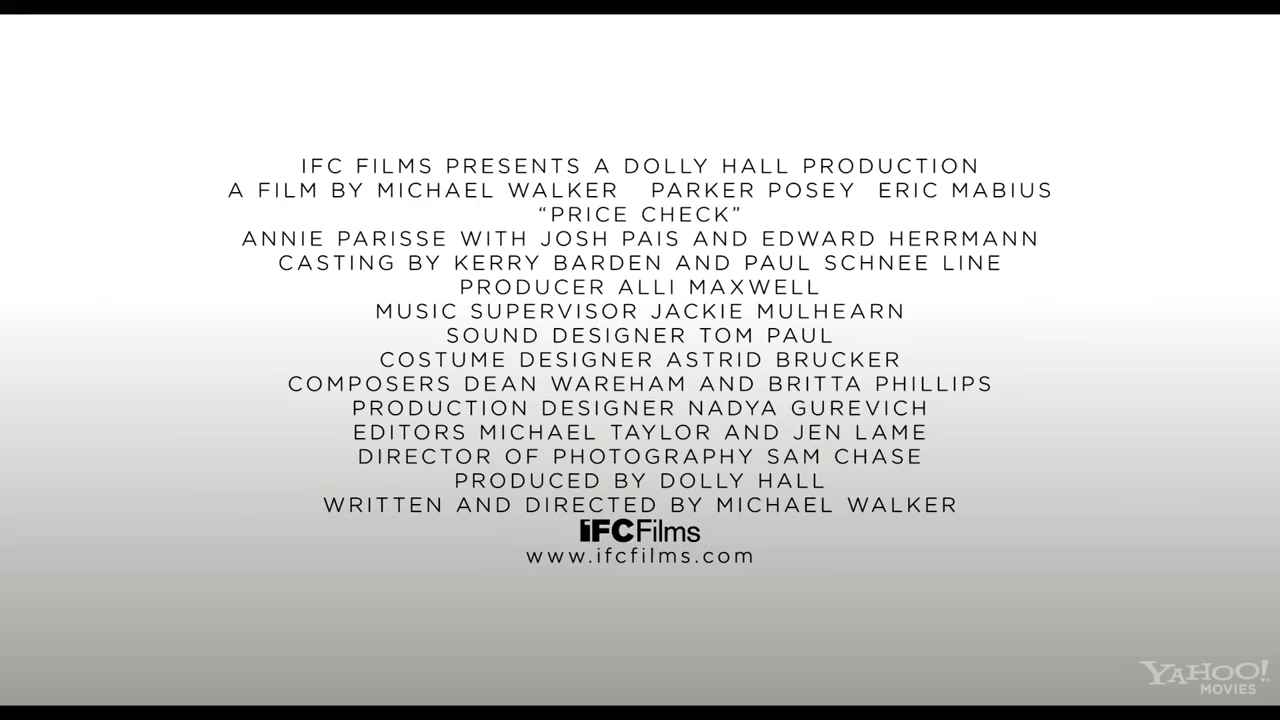 IFC FILMS PRESENTS A DOLLY HALL PRODUCTION
A FILM BY MICHAEL WALKER PARKER POSEY ERIC MABIUS
“PRICE CHECK”
ANNIE PARISSE WITH JOSH PAIS AND EDWARD HERRMANN
CASTING BY KERRY BARDEN AND PAUL SCHNEE LINE
PRODUCER ALLI MAXWELL
MUSIC SUPERVISOR JACKIE MULHEARN
SOUND DESIGNER TOM PAUL
COSTUME DESIGNER ASTRID BRUCKER
COMPOSERS DEAN WAREHAM AND BRITTA PHILLIPS
PRODUCTION DESIGNER NADYA GUREVICH
EDITORS MICHAEL TAYLOR AND JEN LAME
DIRECTOR OF PHOTOGRAPHY SAM CHASE
PRODUCED BY DOLLY HALL
WRITTEN AND DIRECTED BY MICHAEL WALKER
iFCFilms
www.ifcfilms.com
YAHOO!
MOVIES